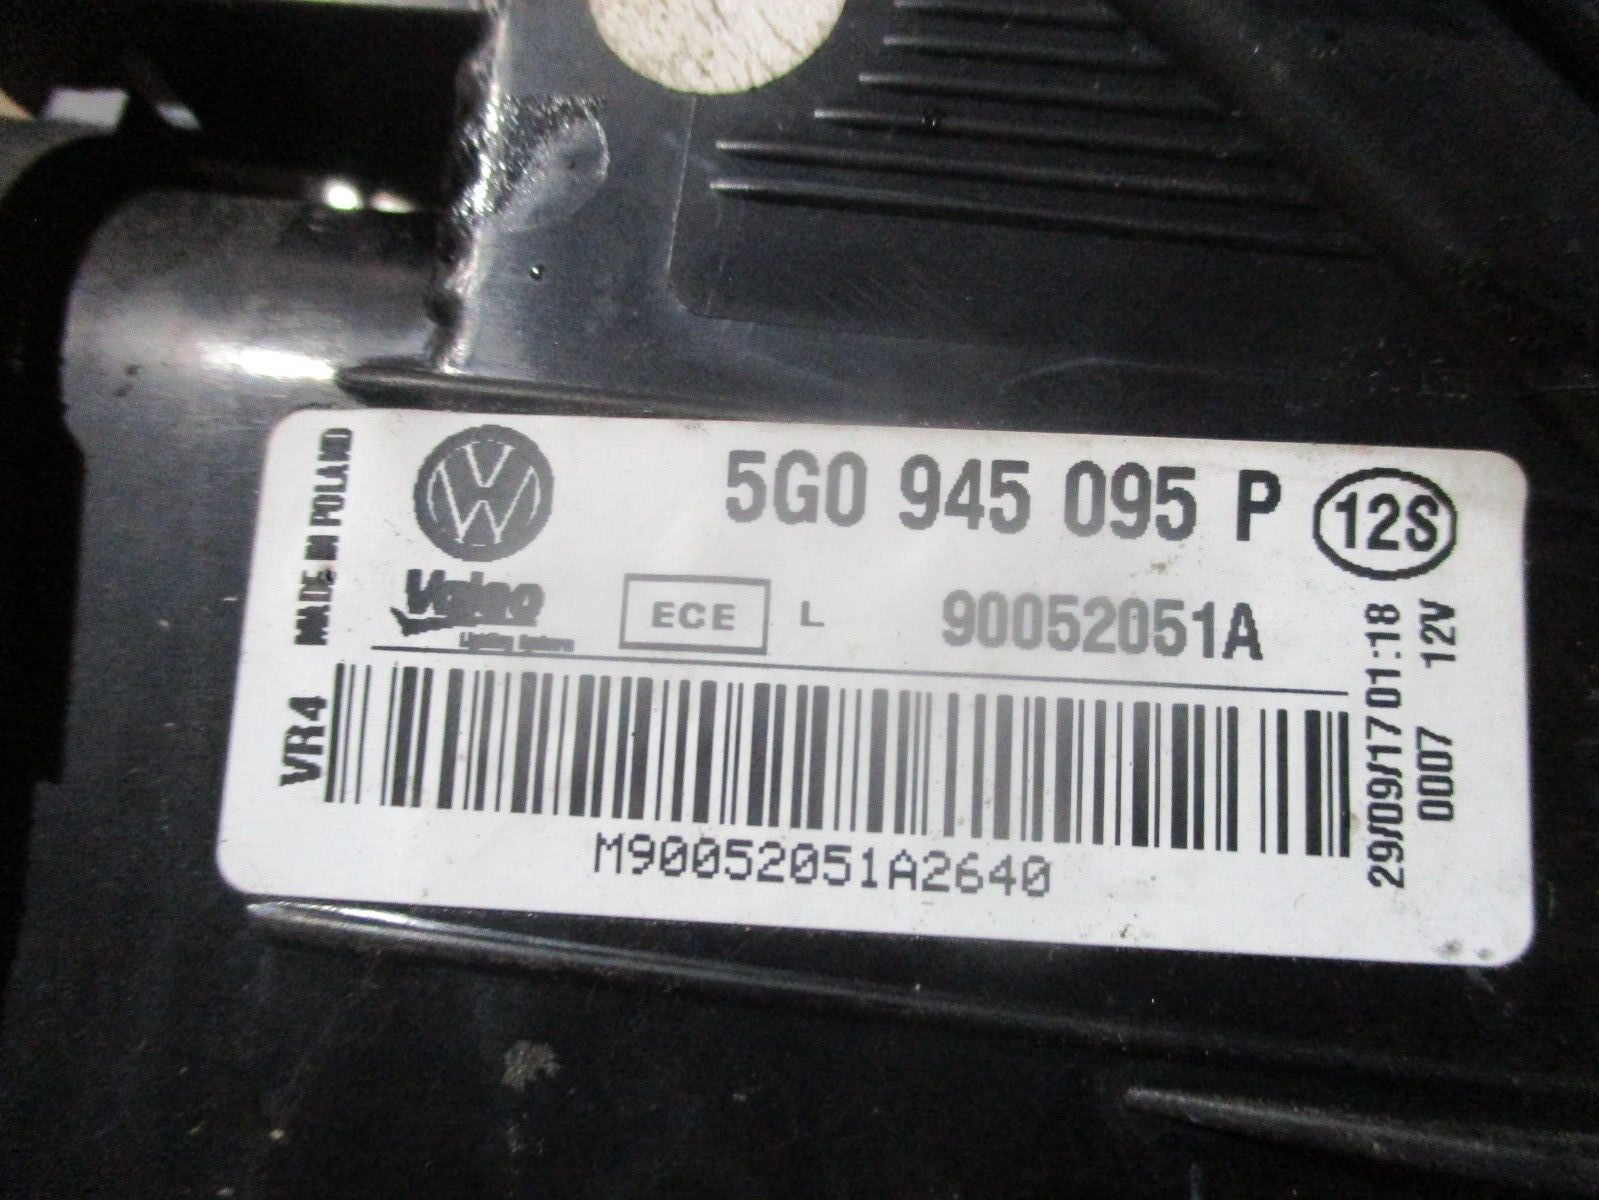 5G0 945 095 P 12S
Valeo ECE L 90052051A
Lighting Systems
M90052051A2640
MADE IN POLAND
VR4
29/09/17 01:18
0007 12V